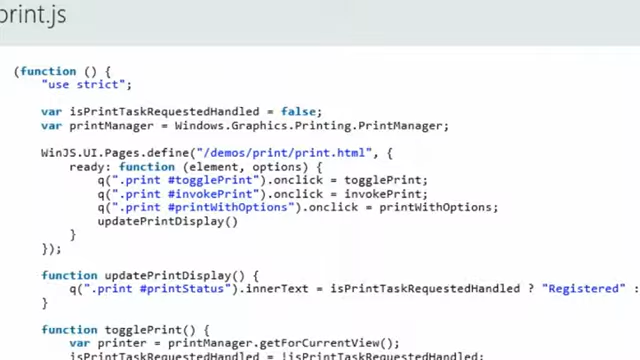 print.js
(function () {
"use strict";
var isPrintTaskRequestedHandled = false;
var printManager = Windows.Graphics.Printing.PrintManager;
WinJS.UI.Pages.define("/demos/print/print.html", {
ready: function (element, options) {
q(".print #togglePrint").onclick = togglePrint;
q(".print #invokePrint").onclick = invokePrint;
q(".print #printWithOptions").onclick = printWithOptions;
updatePrintDisplay()
}
});
function updatePrintDisplay() {
q(".print #printStatus").innerText = isPrintTaskRequestedHandled ? "Registered" :
}
function togglePrint() {
var printer = printManager.getForCurrentView();
isPrintTaskRequestedHandled = !isPrintTaskRequestedHandled;